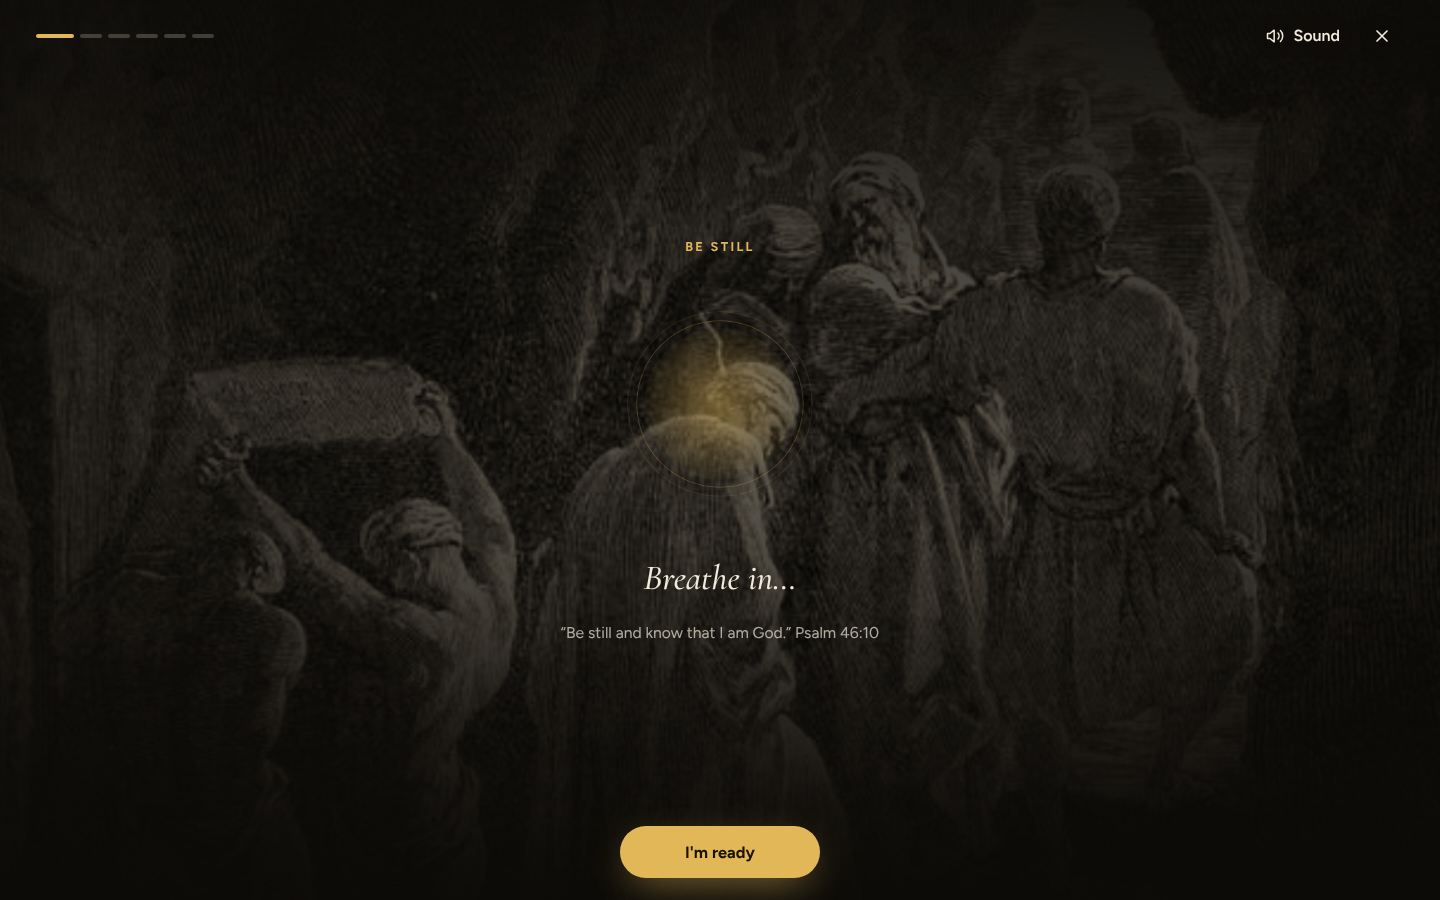 Sound
BE STILL
Breathe in...
“Be still and know that I am God.” Psalm 46:10
I'm ready